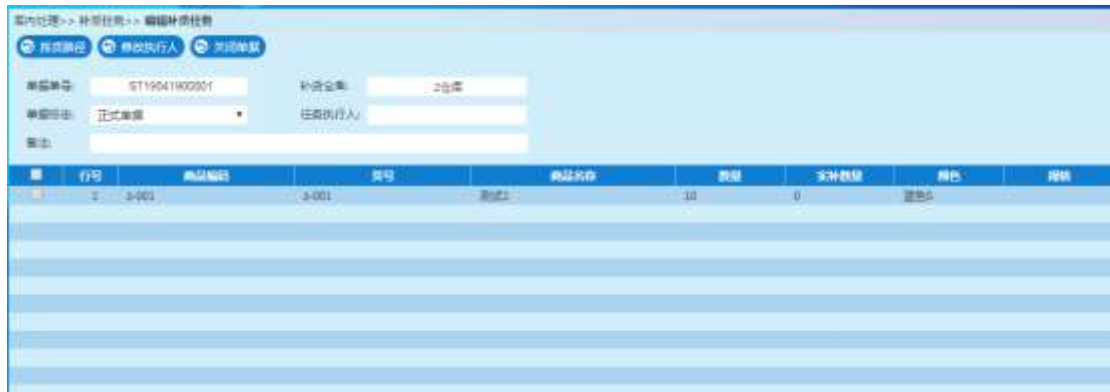 库内处理>> 补货任务>> 编辑补货任务
拣货路径 修改执行人 关闭单据
单据单号: ST19041900001 补货仓库: 2仓库
单据状态: 正式单据 任务执行人:
备注:
行号 商品编码 货号 商品名称 数量 实补数量 颜色 规格
1 a-001 a-001 测试1 10 0